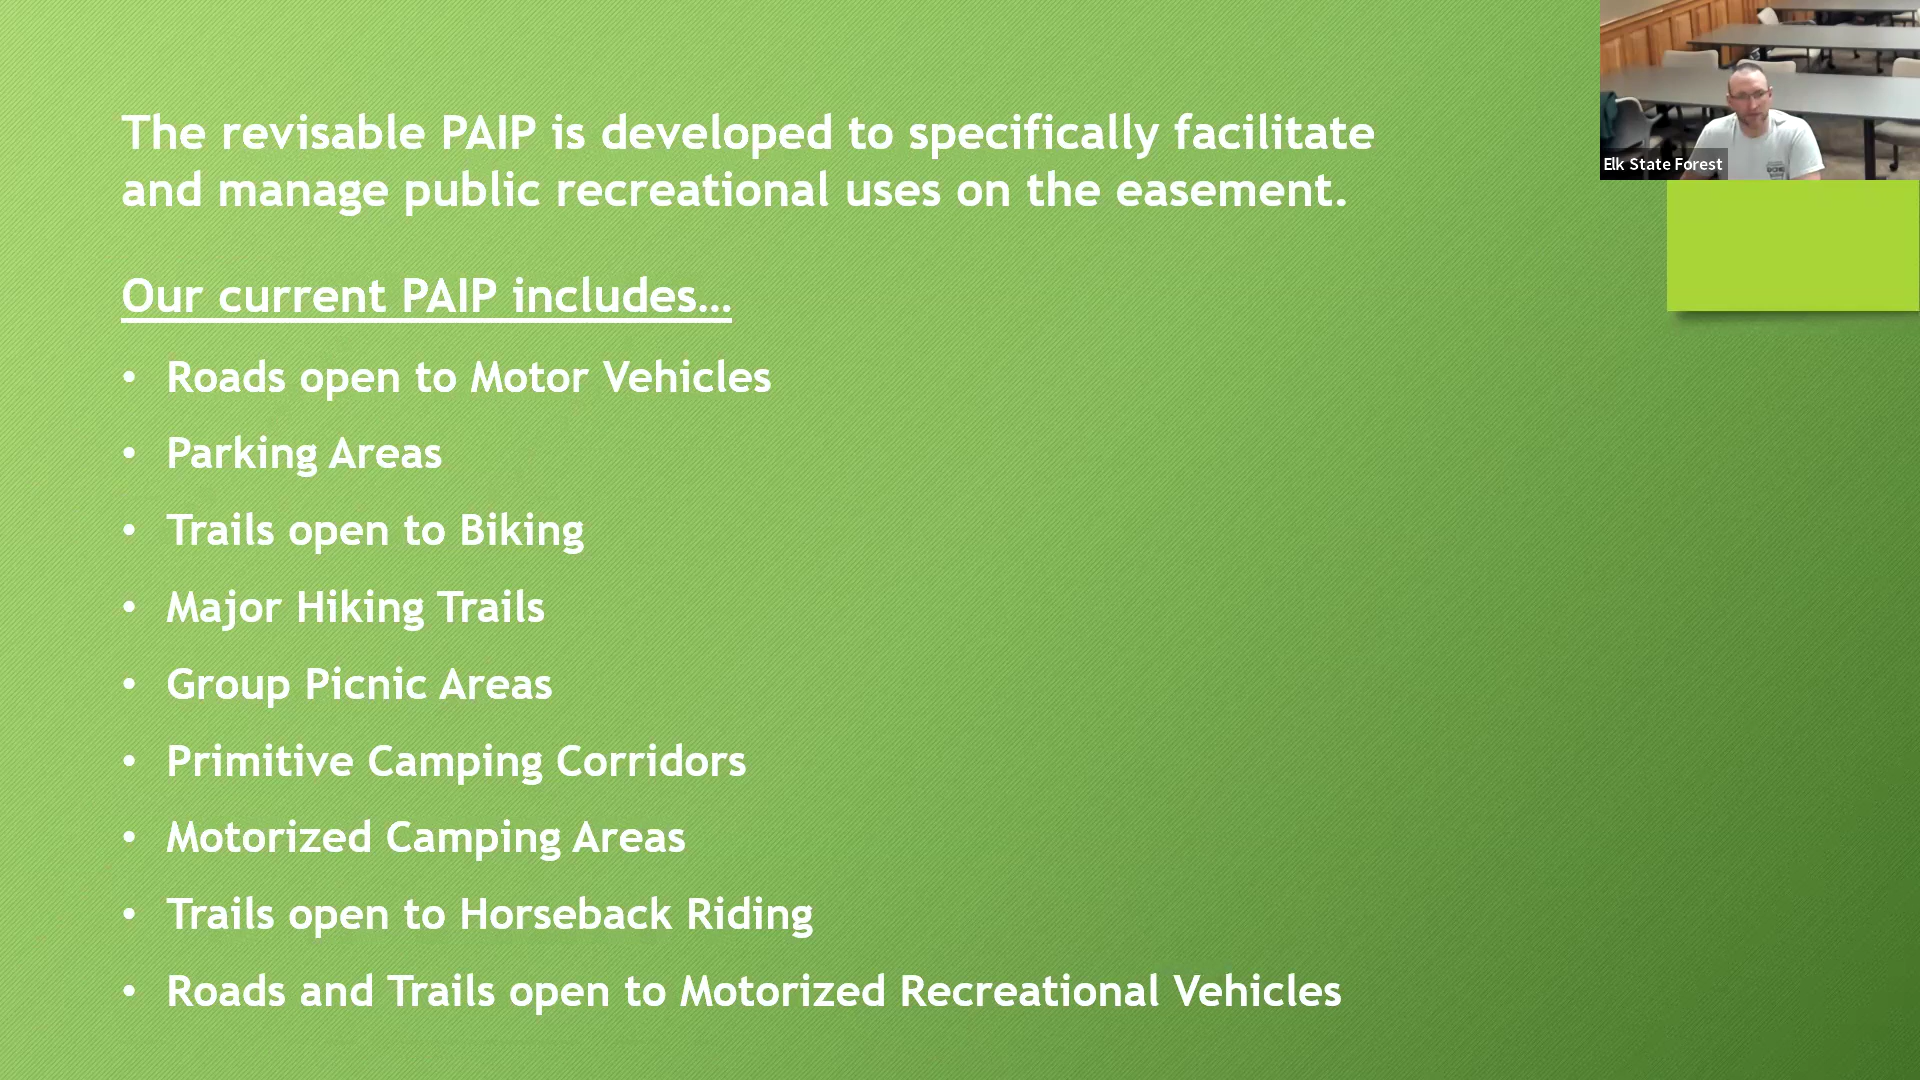 The revisable PAIP is developed to specifically facilitate
and manage public recreational uses on the easement.
Our current PAIP includes…
• Roads open to Motor Vehicles
• Parking Areas
• Trails open to Biking
• Major Hiking Trails
• Group Picnic Areas
• Primitive Camping Corridors
• Motorized Camping Areas
• Trails open to Horseback Riding
• Roads and Trails open to Motorized Recreational Vehicles
Elk State Forest